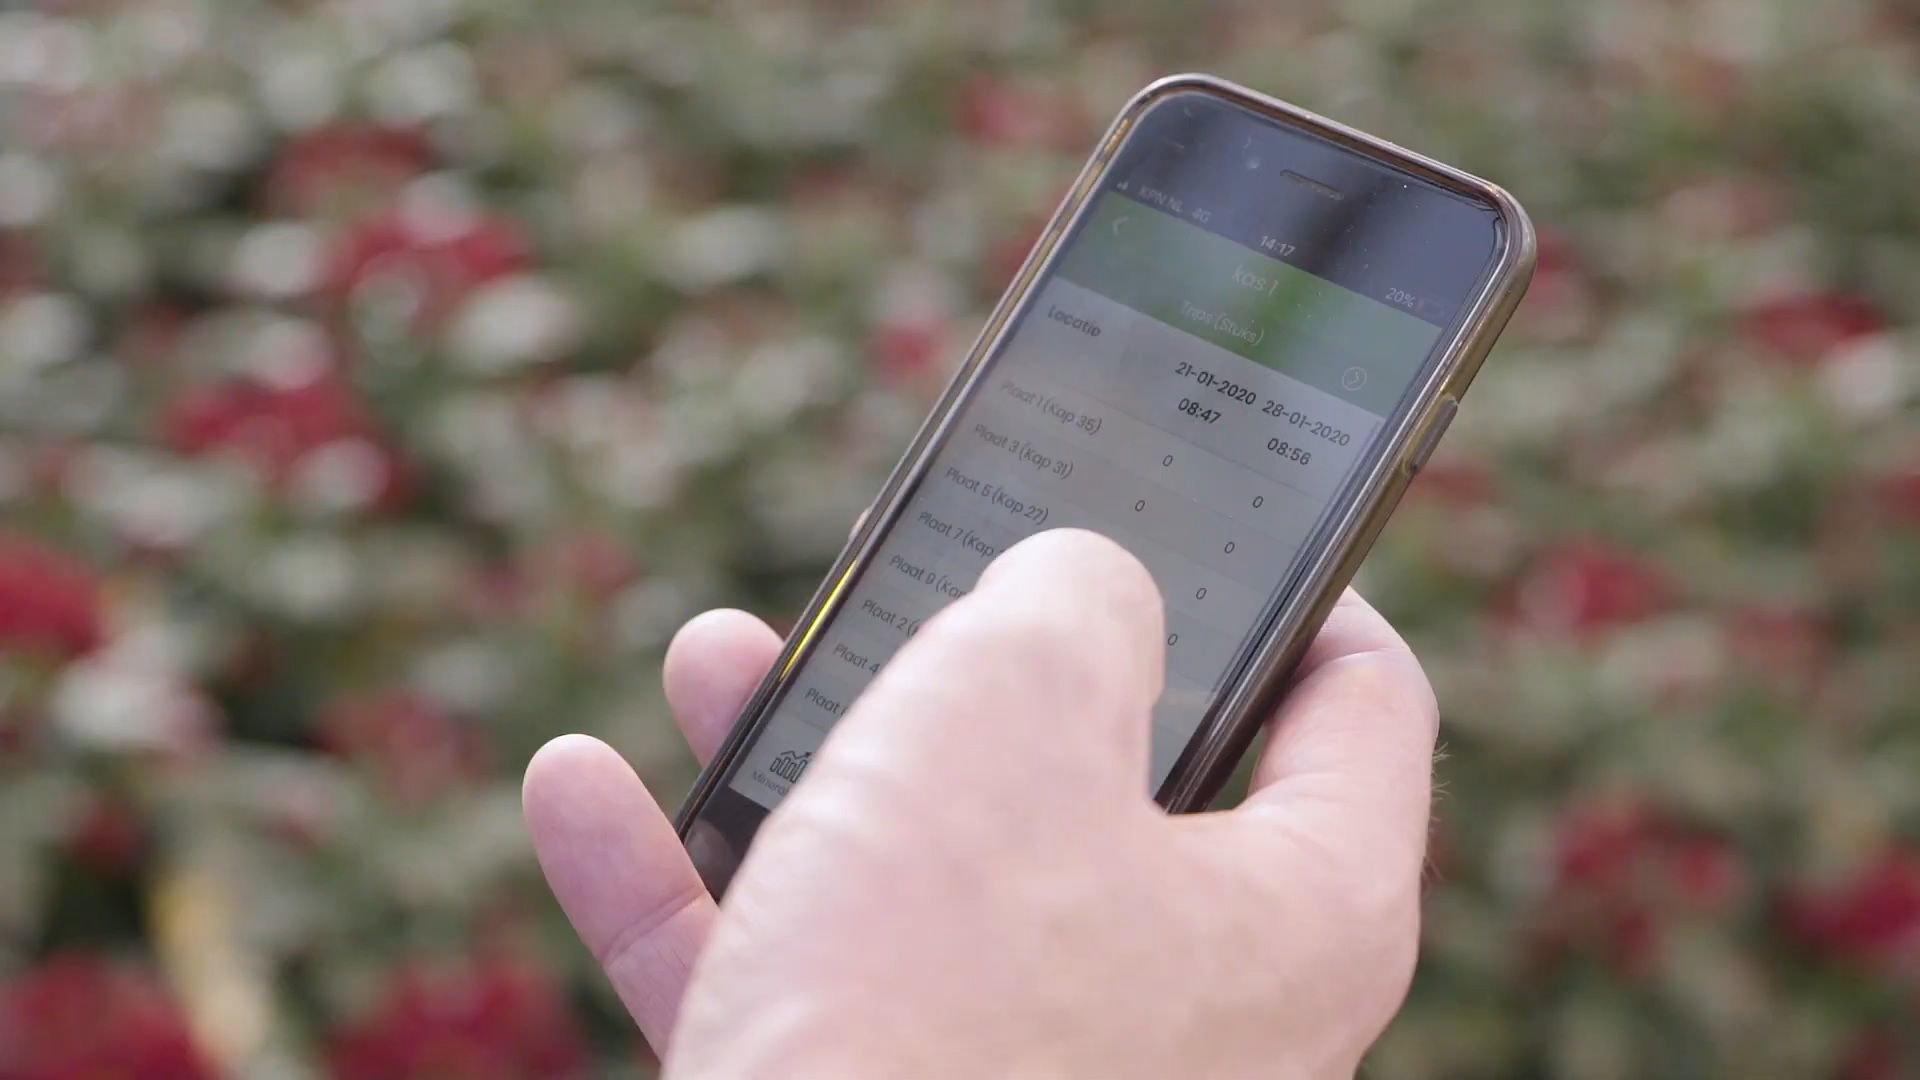 KPN NL 4G
14:17
20%
kas 1
Trips (Stuks)
Locatie
21-01-2020 28-01-2020
08:47 08:56
Plaat 1 (Kap 35) 0 0
Plaat 3 (Kap 31) 0 0
Plaat 5 (Kap 27) 0
Plaat 7 (Kap 0
Plaat 9 (Kap
Plaat 2 (
Plaat 4
Plaat